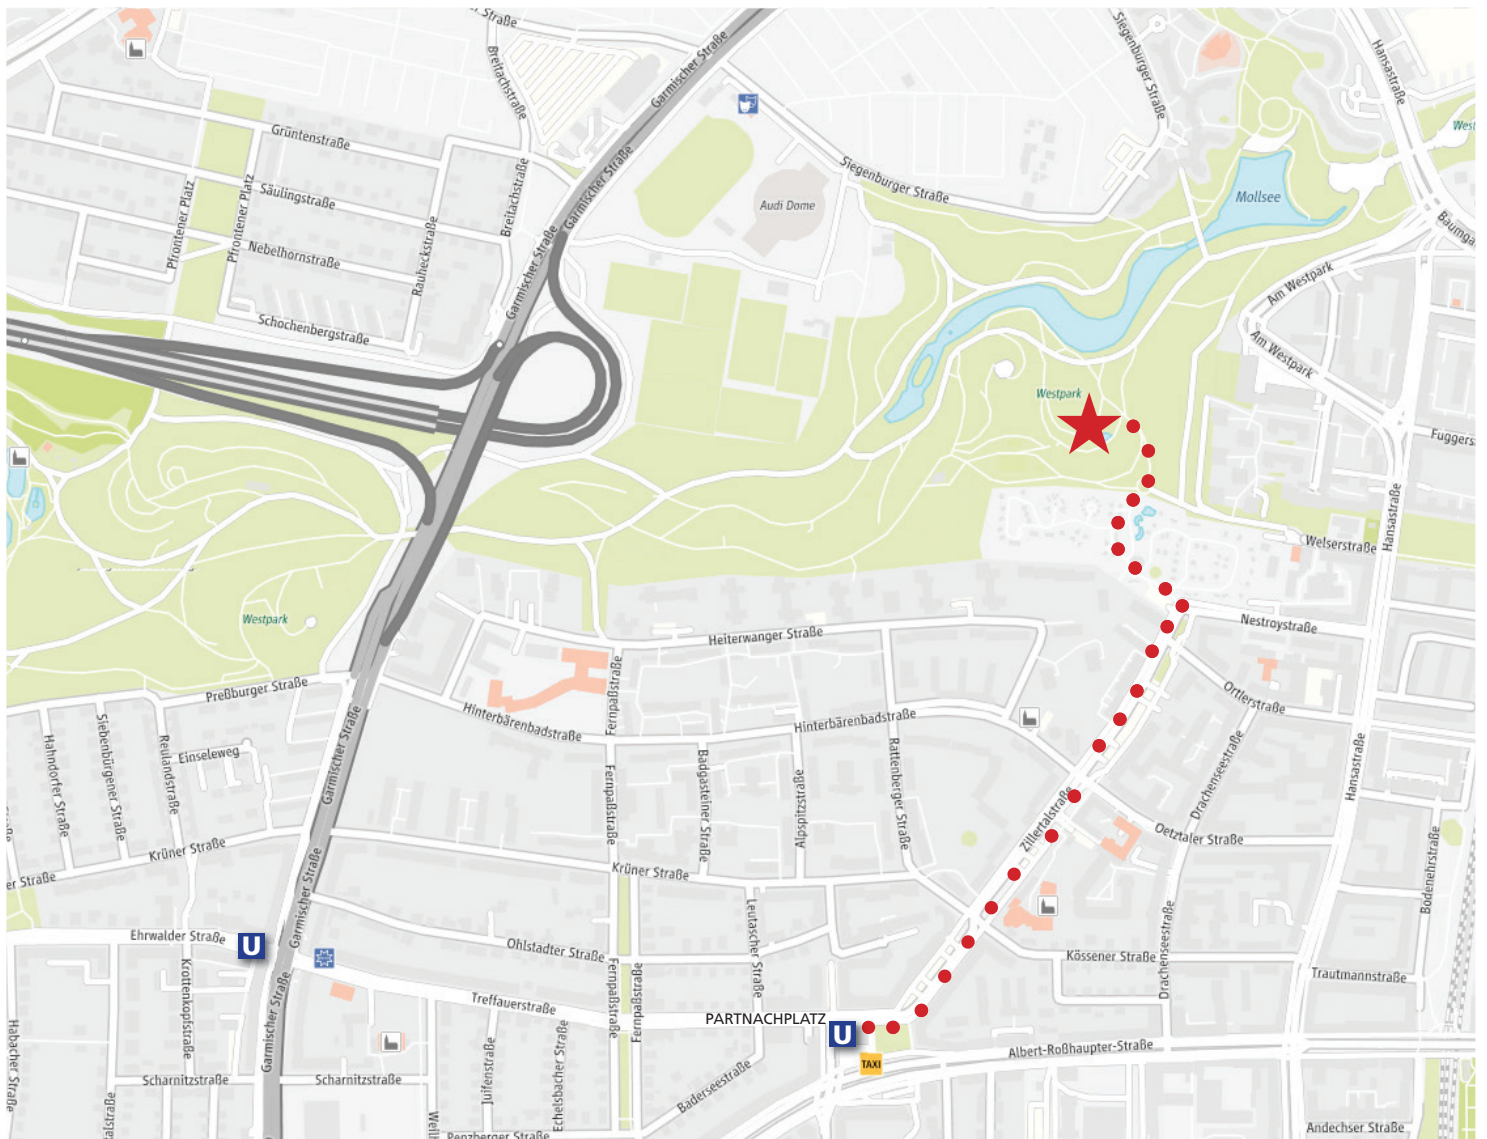 Straße
Siegenburger Straße
Hansastraße
Breitachstraße
Garmischer Straße
West
Grüntenstraße
Siegenburger Straße
Audi Dome
Mollsee
Baumga
Säulingstraße
Pfrontener Platz
Pfrontener Platz
Breitachstraße
Garmischer Straße
Nebelhornstraße
Rauheckstraße
Garmischer Straße
Am Westpark
Schochenbergstraße
Am Westpark
Westpark
Fuggers
Hansastraße
Welserstraße
Westpark
Nestroystraße
Heiterwanger Straße
Fernpaßstraße
Preßburger Straße
Ortlerstraße
Hinterbärenbadstraße
Hinterbärenbadstraße
Hahndorfer Straße
Siebenbürgener Straße
Reulandstraße
Einseleweg
Garmischer Straße
Fernpaßstraße
Badgasteiner Straße
Alpspitzstraße
Rattenberger Straße
Zillertalstraße
Drachenseestraße
Hansastraße
Oetztaler Straße
Krüner Straße
er Straße
Krüner Straße
Bodenehrstraße
Garmischer Straße
Leutascher Straße
Ehrwalder Straße
U
Ohlstadter Straße
Kössener Straße
Drachenseestraße
Trautmannstraße
Krottenkopfstraße
Garmischer Straße
Treffauerstraße
Fernpaßstraße
Fernpaßstraße
PARTNACHPLATZ
U
TAXI
Albert-Roßhaupter-Straße
Habacher Straße
Scharnitzstraße
Scharnitzstraße
Juifenstraße
Echelsbacher Straße
Baderseestraße
alstraße
Weilh
Penzberger Straße
Andechser Straße